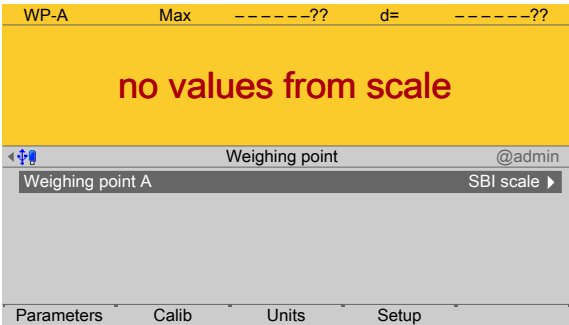 WP-A Max – – – – – –?? d= – – – – – –??
no values from scale
Weighing point @admin
Weighing point A SBI scale
Parameters Calib Units Setup